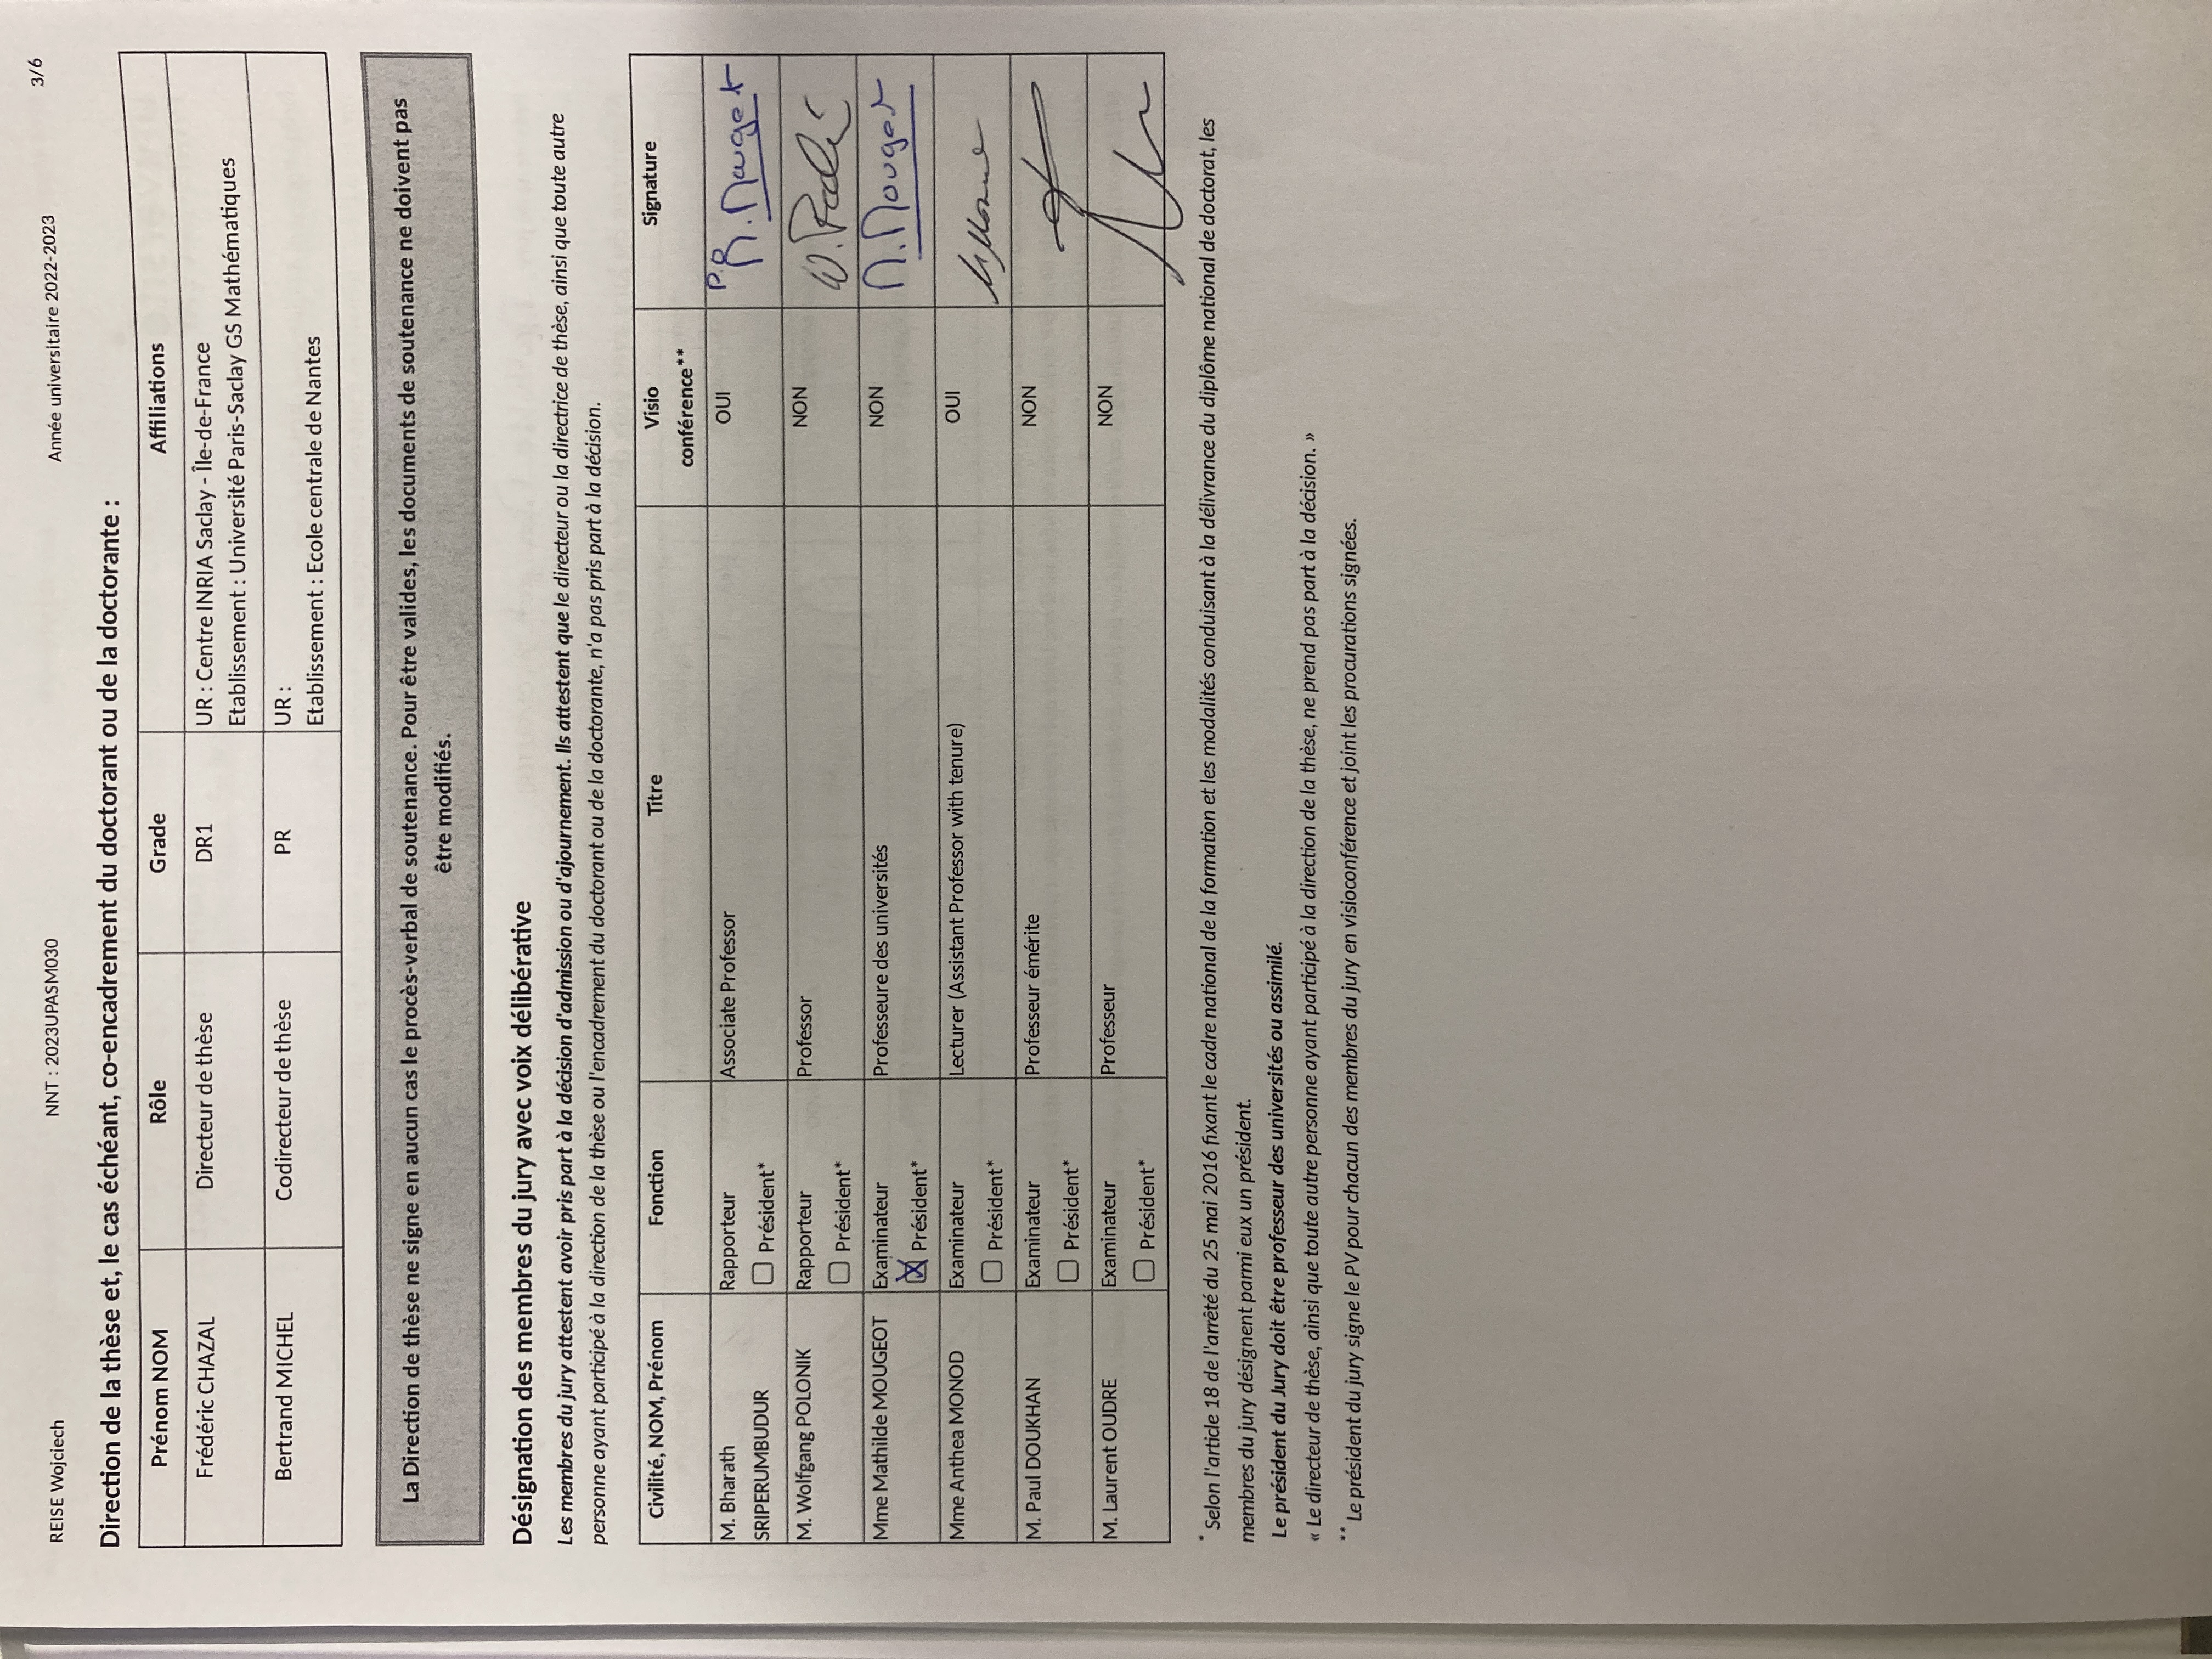 REISE Wojciech NNT : 2023UPASM030 Année universitaire 2022-2023 3/6
Direction de la thèse et, le cas échéant, co-encadrement du doctorant ou de la doctorante :
Prénom NOM Rôle Grade Affiliations
Frédéric CHAZAL Directeur de thèse DR1 UR : Centre INRIA Saclay - Île-de-France
Etablissement : Université Paris-Saclay GS Mathématiques
Bertrand MICHEL Codirecteur de thèse PR UR :
Etablissement : Ecole centrale de Nantes
La Direction de thèse ne signe en aucun cas le procès-verbal de soutenance. Pour être valides, les documents de soutenance ne doivent pas
être modifiés.
Désignation des membres du jury avec voix délibérative
Les membres du jury attestent avoir pris part à la décision d'admission ou d'ajournement. Ils attestent que le directeur ou la directrice de thèse, ainsi que toute autre
personne ayant participé à la direction de la thèse ou l'encadrement du doctorant ou de la doctorante, n'a pas pris part à la décision.
Civilité, NOM, Prénom Fonction Titre Visio Signature
conférence**
M. Bharath Rapporteur Associate Professor OUI
SRIPERUMBUDUR Président*
M. Wolfgang POLONIK Rapporteur Professor NON
Président*
Mme Mathilde MOUGEOT Examinateur Professeure des universités NON
Président*
Mme Anthea MONOD Examinateur Lecturer (Assistant Professor with tenure) OUI
Président*
M. Paul DOUKHAN Examinateur Professeur émérite NON
Président*
M. Laurent OUDRE Examinateur Professeur NON
Président*
* Selon l'article 18 de l'arrêté du 25 mai 2016 fixant le cadre national de la formation et les modalités conduisant à la délivrance du diplôme national de doctorat, les
membres du jury désignent parmi eux un président.
Le président du Jury doit être professeur des universités ou assimilé.
« Le directeur de thèse, ainsi que toute autre personne ayant participé à la direction de la thèse, ne prend pas part à la décision. »
** Le président du jury signe le PV pour chacun des membres du jury en visioconférence et joint les procurations signées.